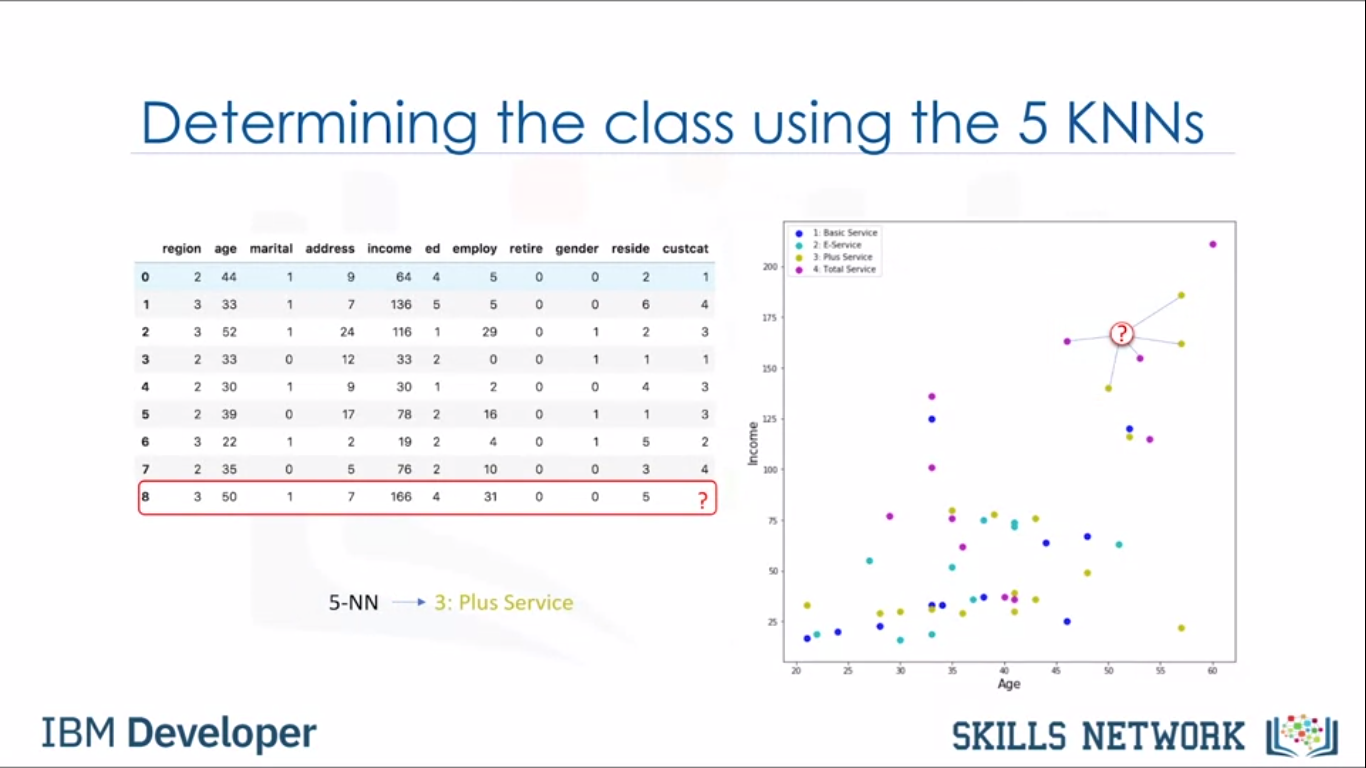 Determining the class using the 5 KNNs
region age marital address income ed employ retire gender reside custcat
0 2 44 1 9 64 4 5 0 0 2 1
1 3 33 1 7 136 5 5 0 0 6 4
2 3 52 1 24 116 1 29 0 1 2 3
3 2 33 0 12 33 2 0 0 1 1 1
4 2 30 1 9 30 1 2 0 0 4 3
5 2 39 0 17 78 2 16 0 1 1 3
6 3 22 1 2 19 2 4 0 1 5 2
7 2 35 0 5 76 2 10 0 0 3 4
8 3 50 1 7 166 4 31 0 0 5 ?
5-NN → 3: Plus Service
1: Basic Service
2: E-Service
3: Plus Service
4: Total Service
?
200
175
150
125
100
75
50
25
Income
20 25 30 35 40 45 50 55 60
Age
IBM Developer
SKILLS NETWORK